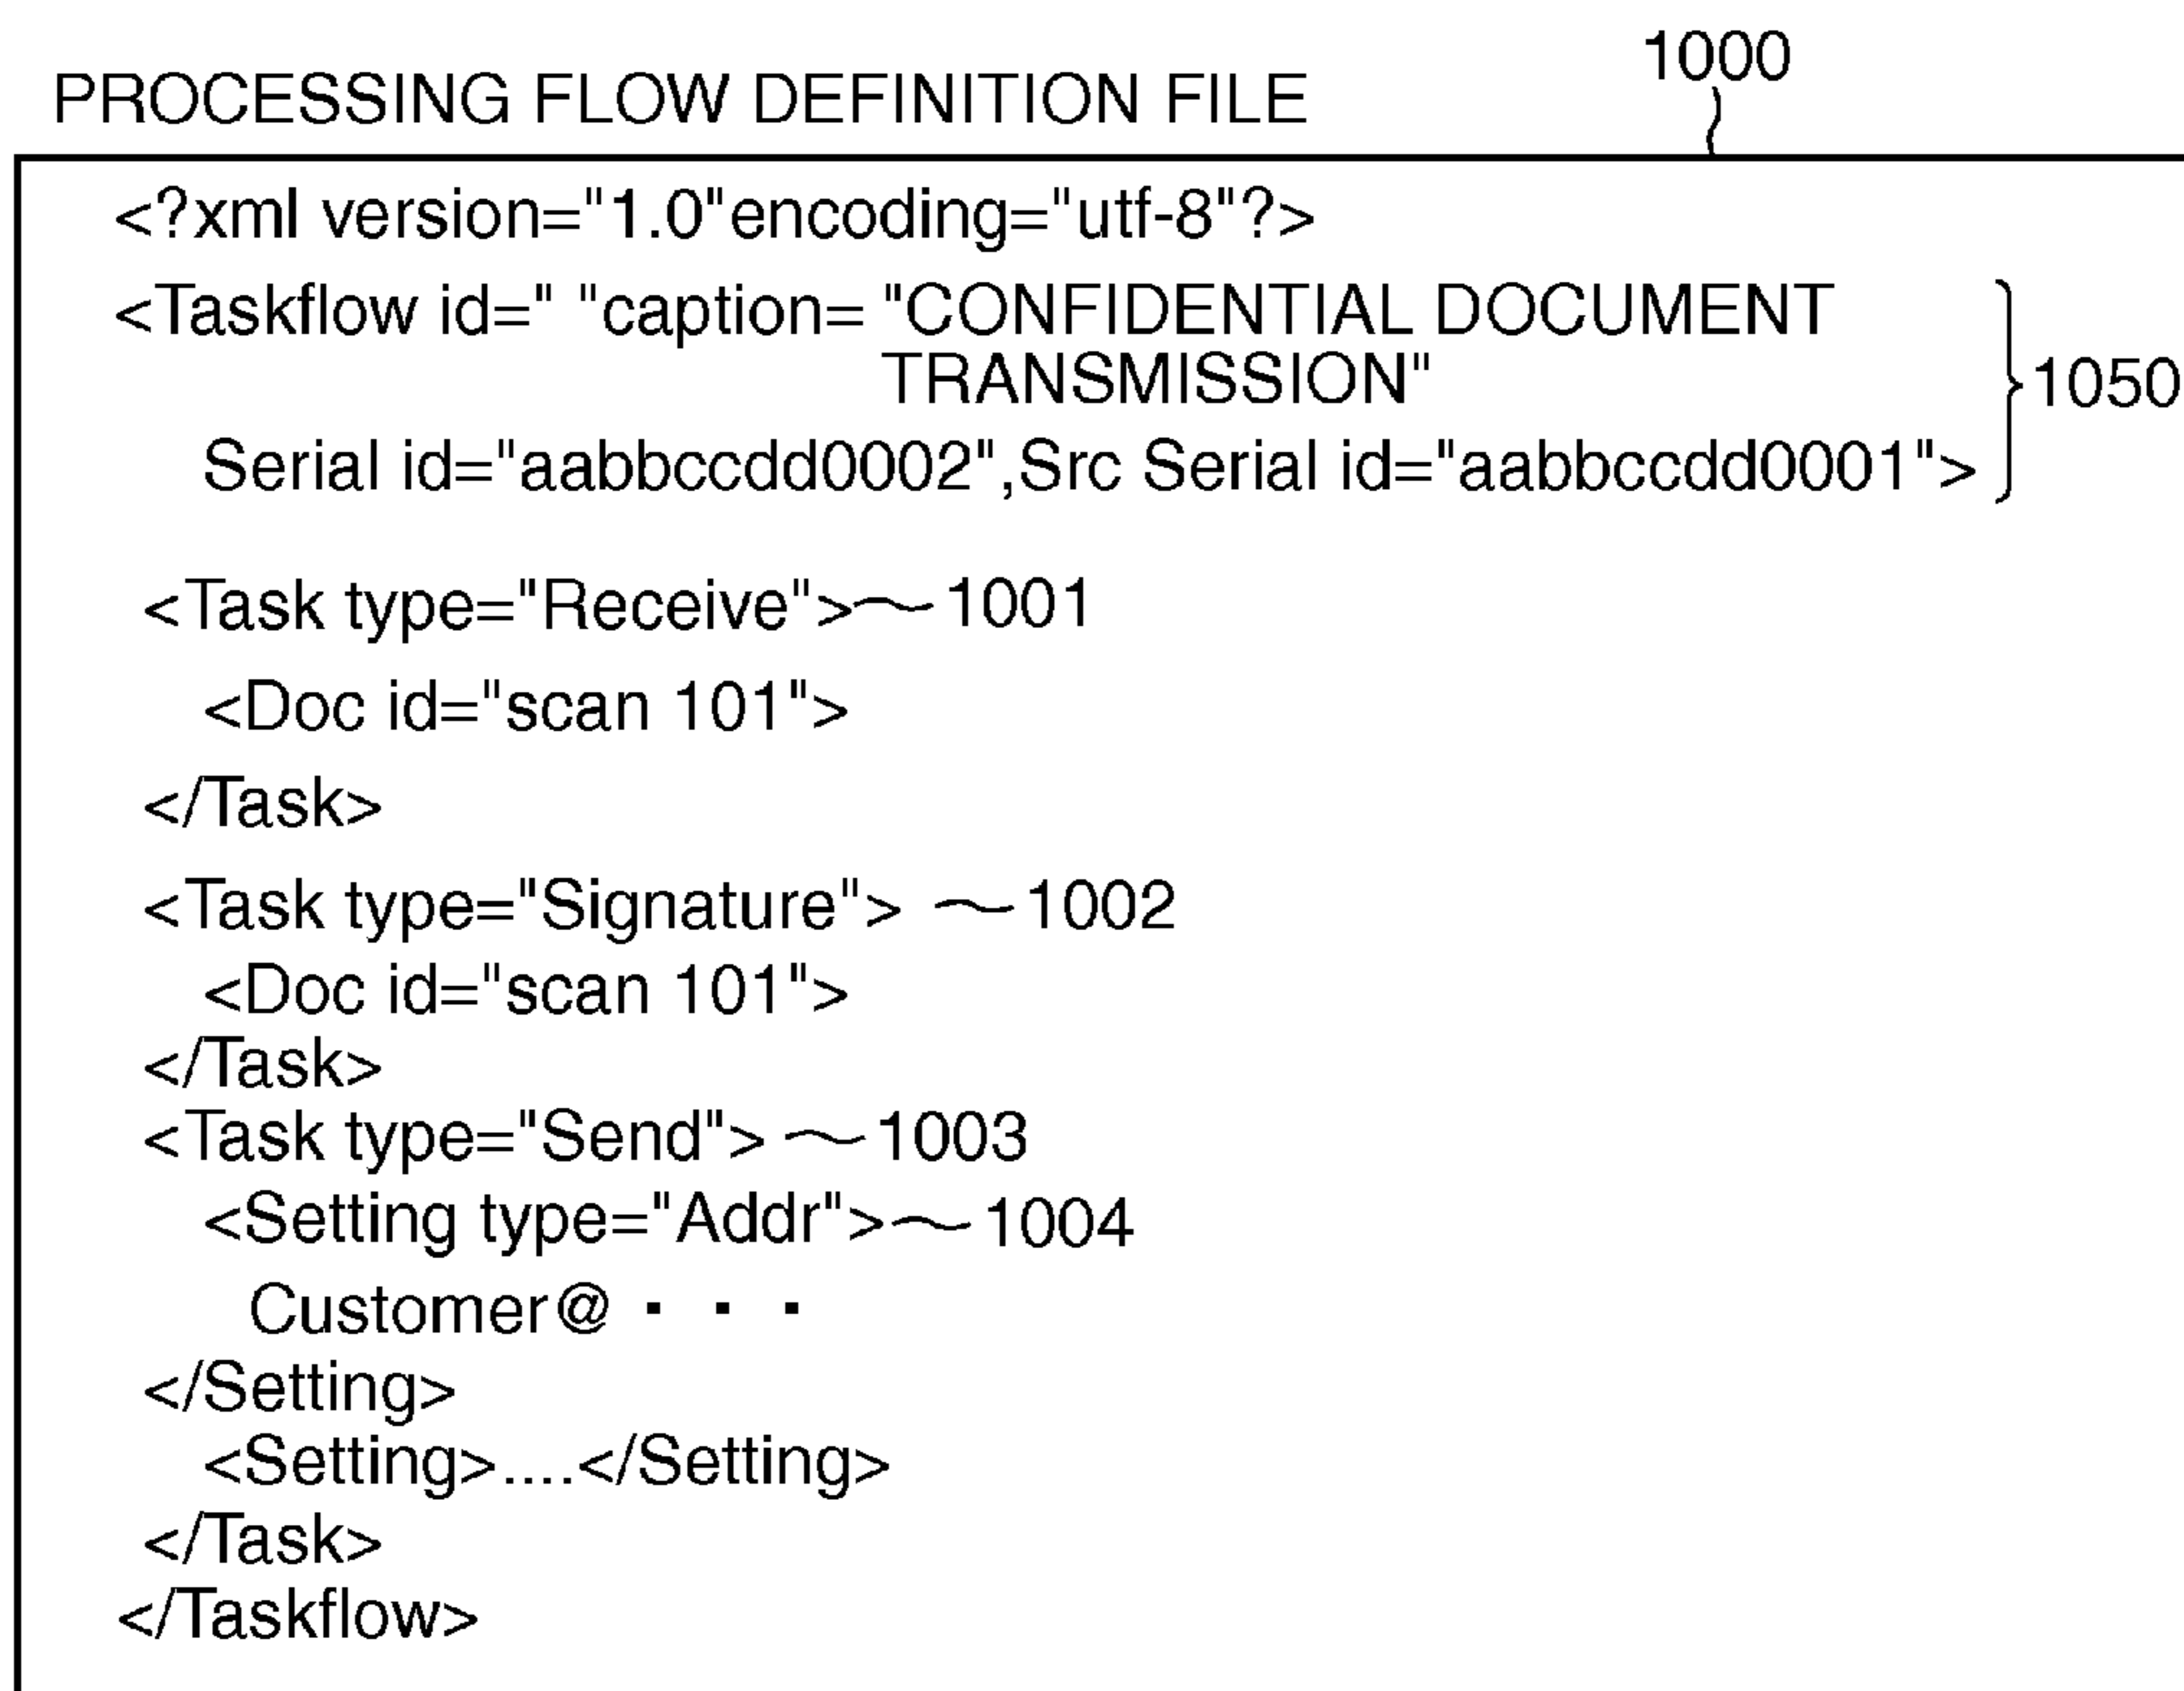 1000
PROCESSING FLOW DEFINITION FILE
<?xml version="1.0"encoding="utf-8"?>
<Taskflow id=" "caption= "CONFIDENTIAL DOCUMENT
TRANSMISSION"
1050
Serial id="aabbccdd0002",Src Serial id="aabbccdd0001">
<Task type="Receive">~1001
<Doc id="scan 101">
</Task>
<Task type="Signature"> ~1002
<Doc id="scan 101">
</Task>
<Task type="Send"> ~1003
<Setting type="Addr">~1004
Customer@ · · ·
</Setting>
<Setting>....</Setting>
</Task>
</Taskflow>